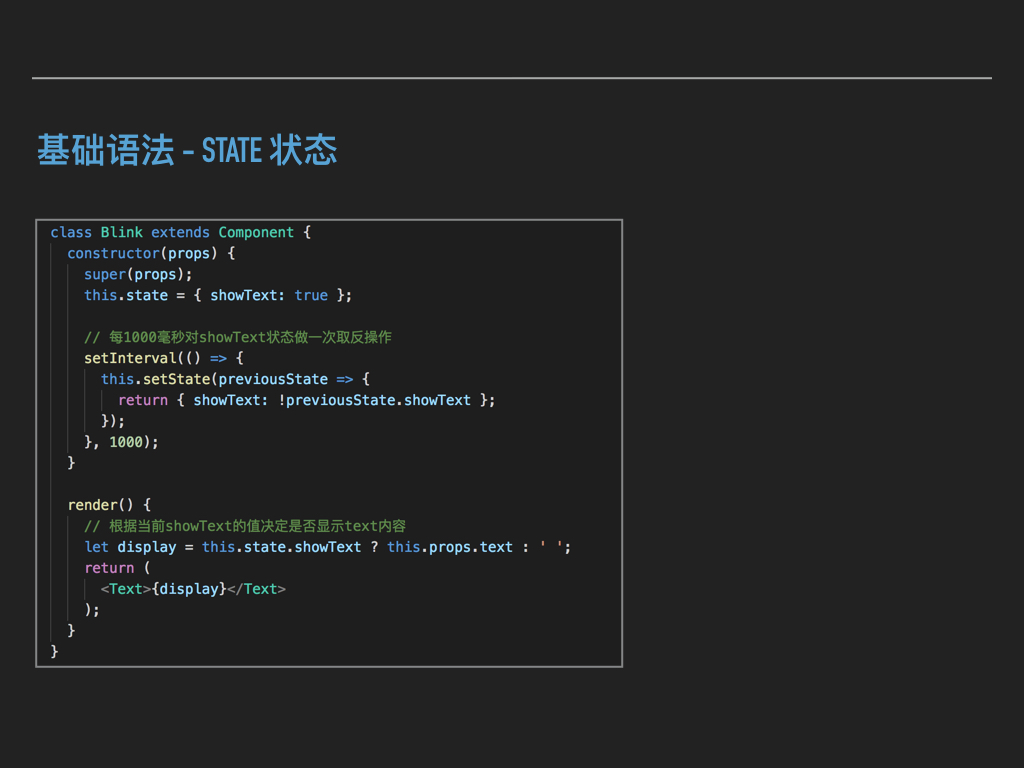 基础语法 - STATE 状态
class Blink extends Component {
  constructor(props) {
    super(props);
    this.state = { showText: true };

    // 每1000毫秒对showText状态做一次取反操作
    setInterval(() => {
      this.setState(previousState => {
        return { showText: !previousState.showText };
      });
    }, 1000);
  }

  render() {
    // 根据当前showText的值决定是否显示text内容
    let display = this.state.showText ? this.props.text : ' ';
    return (
      <Text>{display}</Text>
    );
  }
}